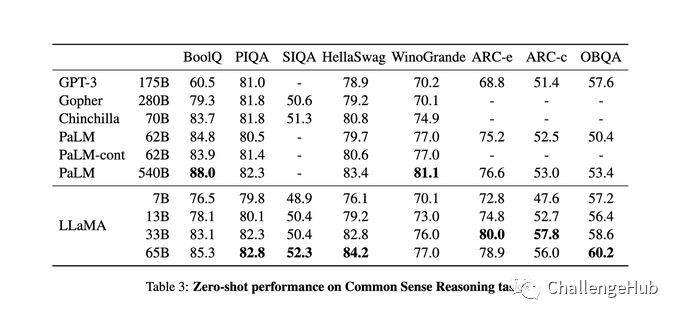 BoolQ PIQA SIQA HellaSwag WinoGrande ARC-e ARC-c OBQA
GPT-3 175B 60.5 81.0 - 78.9 70.2 68.8 51.4 57.6
Gopher 280B 79.3 81.8 50.6 79.2 70.1 - - -
Chinchilla 70B 83.7 81.8 51.3 80.8 74.9 - - -
PaLM 62B 84.8 80.5 - 79.7 77.0 75.2 52.5 50.4
PaLM-cont 62B 83.9 81.4 - 80.6 77.0 - - -
PaLM 540B 88.0 82.3 - 83.4 81.1 76.6 53.0 53.4
LLaMA
7B 76.5 79.8 48.9 76.1 70.1 72.8 47.6 57.2
13B 78.1 80.1 50.4 79.2 73.0 74.8 52.7 56.4
33B 83.1 82.3 50.4 82.8 76.0 80.0 57.8 58.6
65B 85.3 82.8 52.3 84.2 77.0 78.9 56.0 60.2
Table 3: Zero-shot performance on Common Sense Reasoning
ChallengeHub